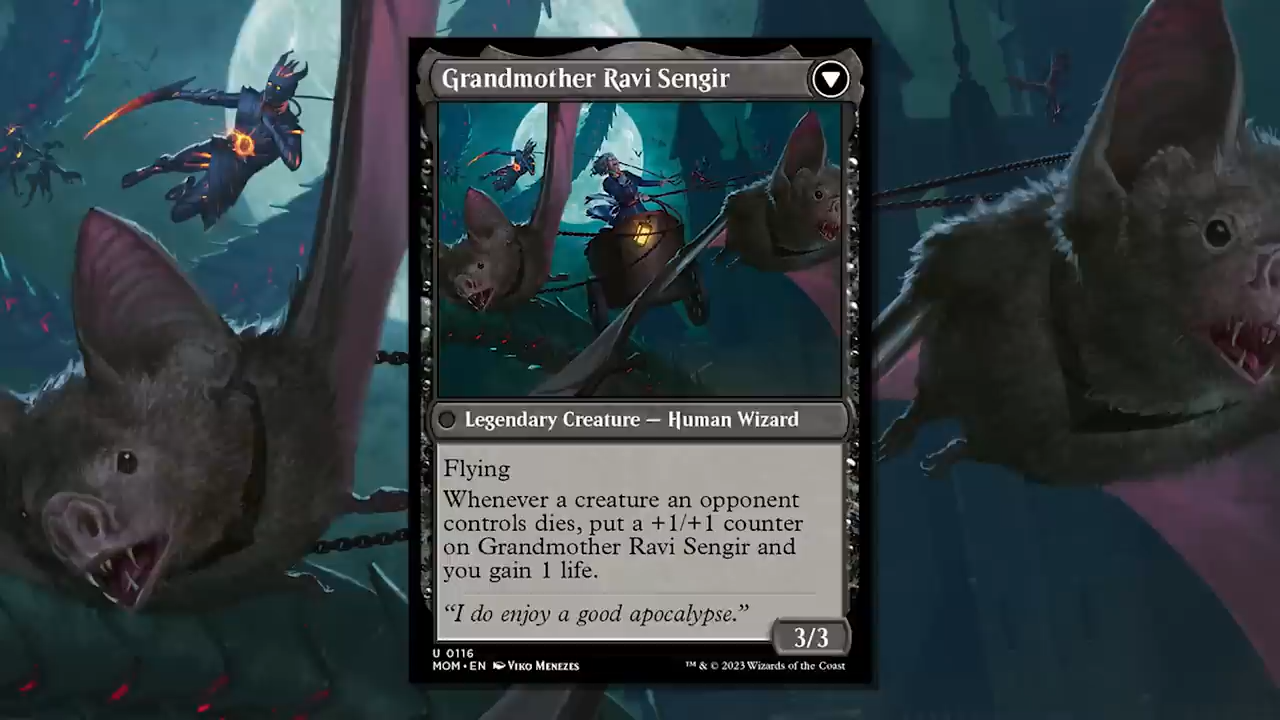 Grandmother Ravi Sengir
Legendary Creature — Human Wizard
Flying
Whenever a creature an opponent
controls dies, put a +1/+1 counter
on Grandmother Ravi Sengir and
you gain 1 life.
“I do enjoy a good apocalypse.”
3/3
U 0116
MOM • EN Viko Menezes
™ & © 2023 Wizards of the Coast